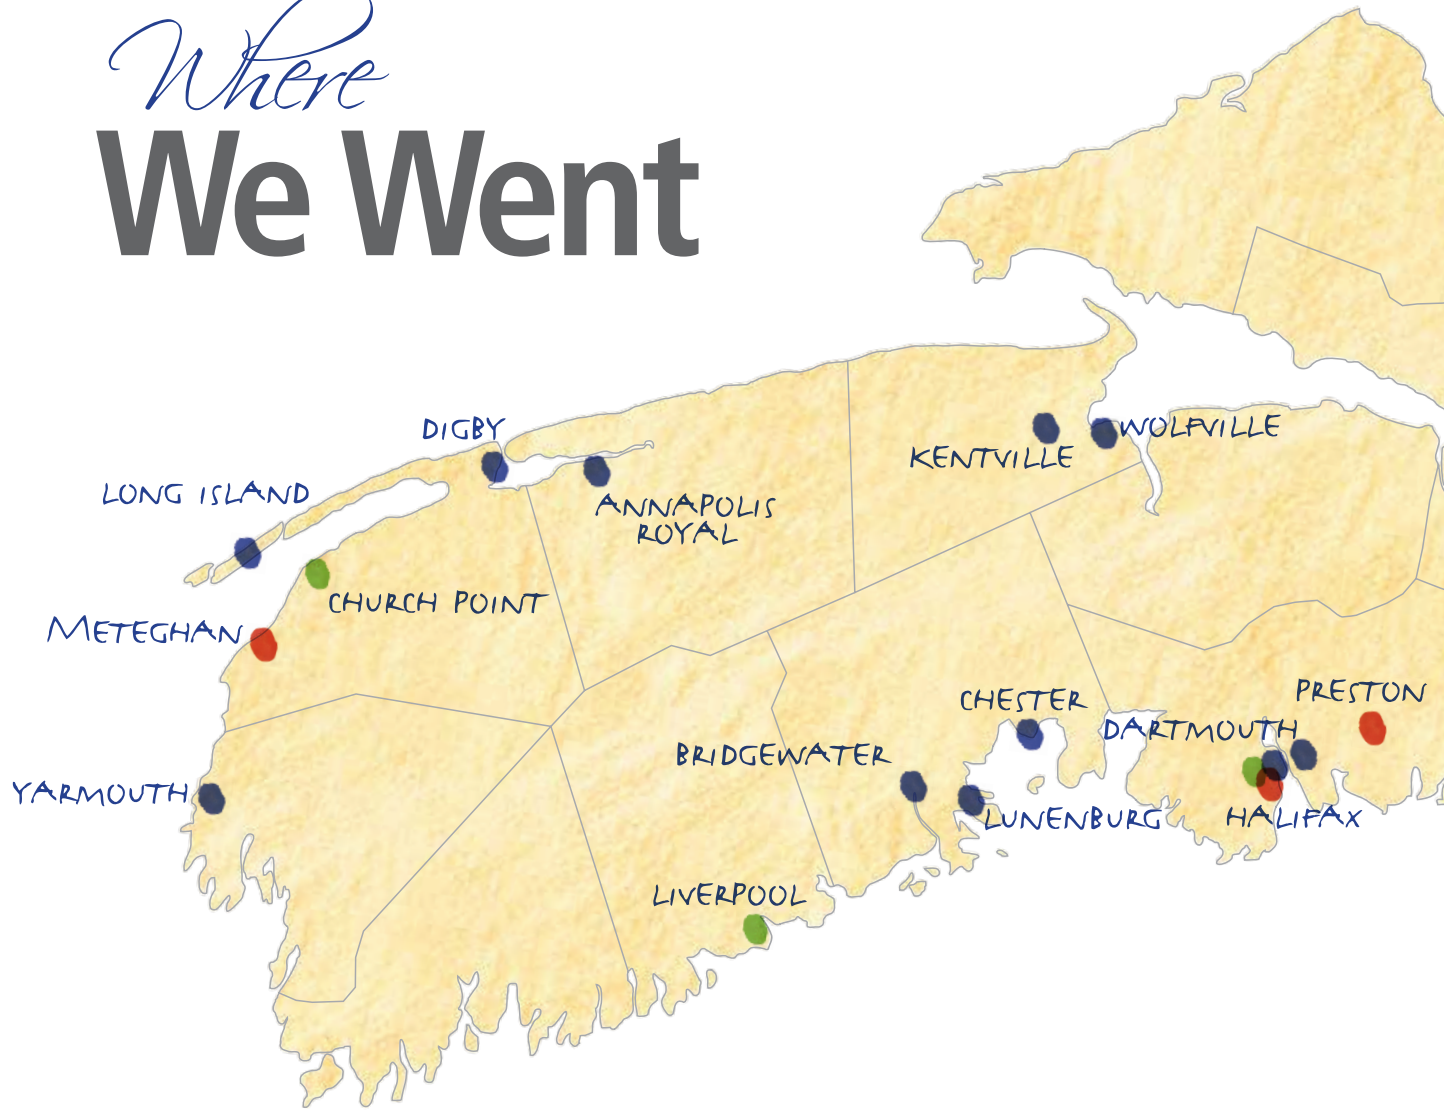 Where
We Went
DIGBY
WOLFVILLE
KENTVILLE
LONG ISLAND
ANNAPOLIS
ROYAL
CHURCH POINT
METEGHAN
PRESTON
CHESTER
DARTMOUTH
BRIDGEWATER
YARMOUTH
LUNENBURG
HALIFAX
LIVERPOOL